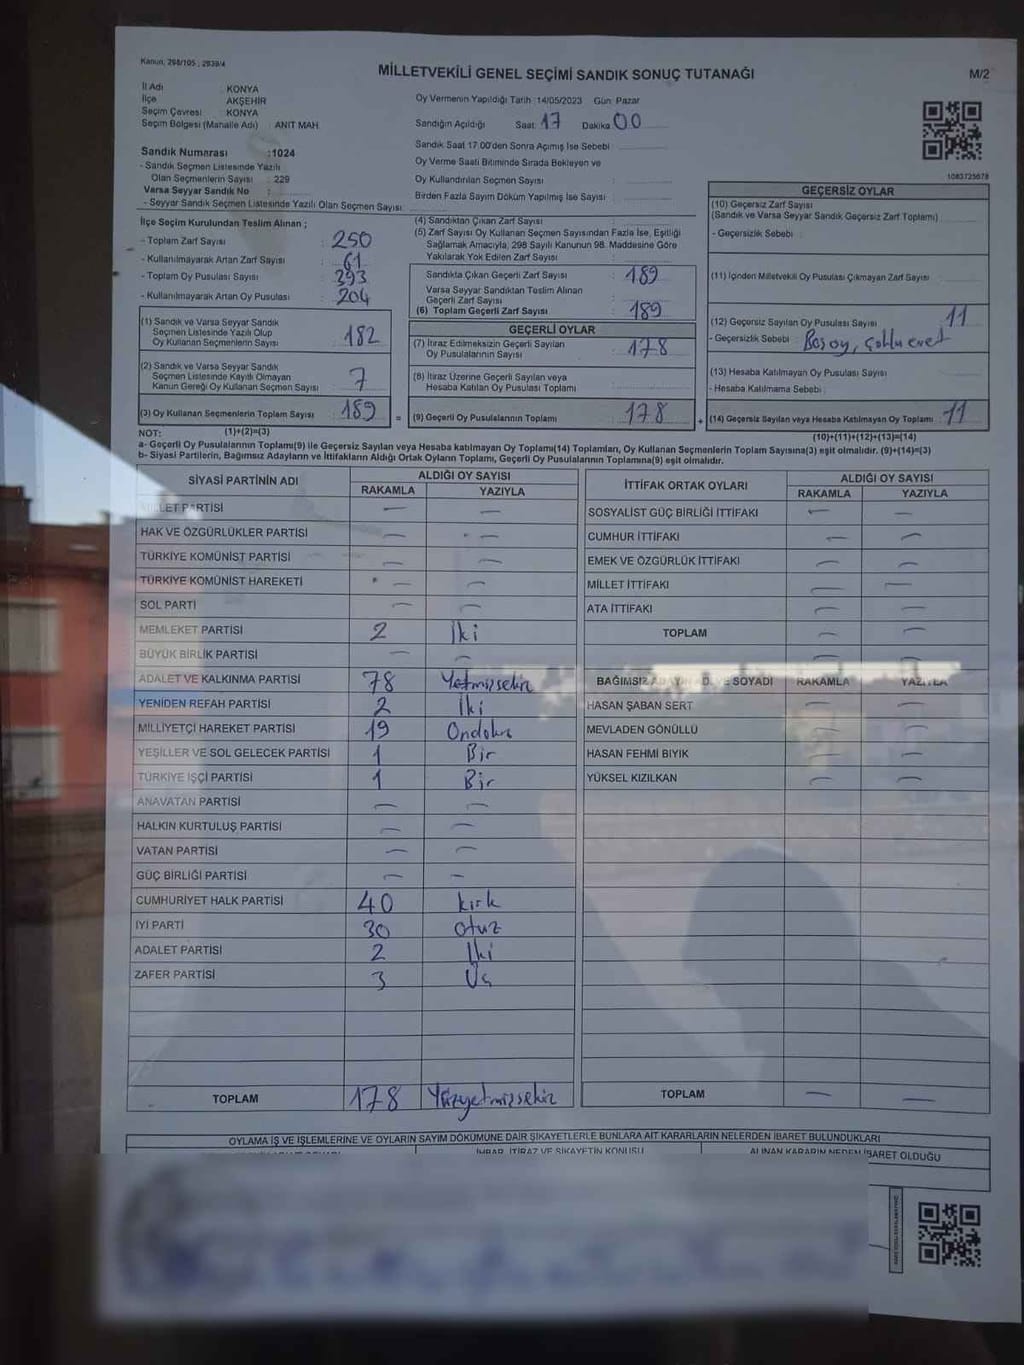 Kanun, 298/105 ; 2839/4
MİLLETVEKİLİ GENEL SEÇİMİ SANDIK SONUÇ TUTANAĞI
M/2
İl Adı : KONYA
İlçe : AKŞEHİR
Seçim Çevresi : KONYA
Seçim Bölgesi (Mahalle Adı) : ANIT MAH.
Sandık Numarası :1024
- Sandık Seçmen Listesinde Yazılı
Olan Seçmenlerin Sayısı : 229
Varsa Seyyar Sandık No :
- Seyyar Sandık Seçmen Listesinde Yazılı Olan Seçmen Sayısı:
Oy Vermenin Yapıldığı Tarih :14/05/2023 Gün: Pazar
Sandığın Açıldığı Saat: 17 Dakika: 00
Sandık Saat 17.00'den Sonra Açılmış İse Sebebi :
Oy Verme Saati Bitiminde Sırada Bekleyen ve
Oy Kullandırılan Seçmen Sayısı :
Birden Fazla Sayım Döküm Yapılmış İse Sayısı :
1083725878
İlçe Seçim Kurulundan Teslim Alınan ;
- Toplam Zarf Sayısı : 250
- Kullanılmayarak Artan Zarf Sayısı : 61
- Toplam Oy Pusulası Sayısı : 393
- Kullanılmayarak Artan Oy Pusulası : 204
(1) Sandık ve Varsa Seyyar Sandık
Seçmen Listesinde Yazılı Olup
Oy Kullanan Seçmenlerin Sayısı : 182
(2) Sandık ve Varsa Seyyar Sandık
Seçmen Listesinde Kayıtlı Olmayan
Kanun Gereği Oy Kullanan Seçmen Sayısı : 7
(3) Oy Kullanan Seçmenlerin Toplam Sayısı : 189
(1)+(2)=(3)
(4) Sandıktan Çıkan Zarf Sayısı :
(5) Zarf Sayısı Oy Kullanan Seçmen Sayısından Fazla İse, Eşitliği
Sağlamak Amacıyla, 298 Sayılı Kanunun 98. Maddesine Göre
Yakılarak Yok Edilen Zarf Sayısı :
Sandıkta Çıkan Geçerli Zarf Sayısı : 189
Varsa Seyyar Sandıktan Teslim Alınan
Geçerli Zarf Sayısı :
(6) Toplam Geçerli Zarf Sayısı : 189
GEÇERLİ OYLAR
(7) İtiraz Edilmeksizin Geçerli Sayılan
Oy Pusulalarının Sayısı : 178
(8) İtiraz Üzerine Geçerli Sayılan veya
Hesaba Katılan Oy Pusulası Toplamı :
= (9) Geçerli Oy Pusulalarının Toplamı : 178 +
GEÇERSİZ OYLAR
(10) Geçersiz Zarf Sayısı
(Sandık ve Varsa Seyyar Sandık Geçersiz Zarf Toplamı) :
- Geçersizlik Sebebi :
(11) İçinden Milletvekili Oy Pusulası Çıkmayan Zarf Sayısı :
(12) Geçersiz Sayılan Oy Pusulası Sayısı : 11
- Geçersizlik Sebebi : Boş oy, çoklu evet
(13) Hesaba Katılmayan Oy Pusulası Sayısı :
- Hesaba Katılmama Sebebi :
(14) Geçersiz Sayılan veya Hesaba Katılmayan Oy Toplamı : 11
(10)+(11)+(12)+(13)=(14)
NOT:
a- Geçerli Oy Pusulalarının Toplamı(9) ile Geçersiz Sayılan veya Hesaba katılmayan Oy Toplamı(14) Toplamları, Oy Kullanan Seçmenlerin Toplam Sayısına(3) eşit olmalıdır. (9)+(14)=(3)
b- Siyasi Partilerin, Bağımsız Adayların ve İttifakların Aldığı Ortak Oyların Toplamı, Geçerli Oy Pusulalarının Toplamına(9) eşit olmalıdır.
SİYASİ PARTİNİN ADI ALDIĞI OY SAYISI
RAKAMLA YAZIYLA
MİLLET PARTİSI — —
HAK VE ÖZGÜRLÜKLER PARTİSİ — —
TÜRKİYE KOMÜNİST PARTİSİ — —
TÜRKİYE KOMÜNİST HAREKETİ — —
SOL PARTİ — —
MEMLEKET PARTİSİ 2 İki
BÜYÜK BİRLİK PARTİSİ — —
ADALET VE KALKINMA PARTİSİ 78 Yetmişsekiz
YENİDEN REFAH PARTİSİ 2 İki
MİLLİYETÇİ HAREKET PARTİSİ 19 Ondokuz
YEŞİLLER VE SOL GELECEK PARTİSİ 1 Bir
TÜRKİYE İŞÇİ PARTİSİ 1 Bir
ANAVATAN PARTİSİ — —
HALKIN KURTULUŞ PARTİSİ — —
VATAN PARTİSİ — —
GÜÇ BİRLİĞİ PARTİSİ — —
CUMHURİYET HALK PARTİSİ 40 kırk
İYİ PARTİ 30 otuz
ADALET PARTİSİ 2 İki
ZAFER PARTİSİ 3 Üç
TOPLAM 178 Yüzyetmişsekiz
İTTİFAK ORTAK OYLARI ALDIĞI OY SAYISI
RAKAMLA YAZIYLA
SOSYALİST GÜÇ BİRLİĞİ İTTİFAKI — —
CUMHUR İTTİFAKI — —
EMEK VE ÖZGÜRLÜK İTTİFAKI — —
MİLLET İTTİFAKI — —
ATA İTTİFAKI — —
TOPLAM — —
BAĞIMSIZ ADAYIN ADI VE SOYADI RAKAMLA YAZIYLA
HASAN ŞABAN SERT — —
MEVLADEN GÖNÜLLÜ — —
HASAN FEHMİ BIYIK — —
YÜKSEL KIZILKAN — —
TOPLAM — —
OYLAMA İŞ VE İŞLEMLERİNE VE OYLARIN SAYIM DÖKÜMÜNE DAİR ŞİKAYETLERLE BUNLARA AİT KARARLARIN NELERDEN İBARET BULUNDUKLARI
İHBAR, İTİRAZ VE ŞİKAYETİN KONUSU ALINAN KARARIN NEDEN İBARET OLDUĞU